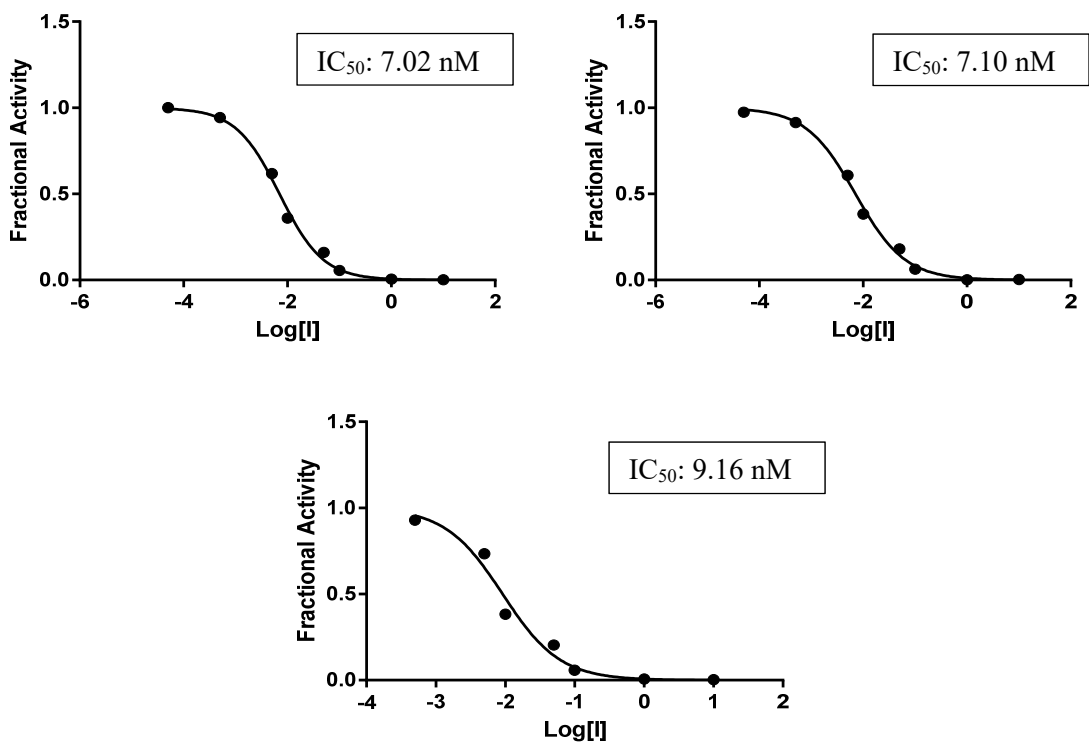 1.5
IC₅₀: 7.02 nM
1.0
Fractional Activity
0.5
0.0
-6 -4 -2 0 2
Log[I]
1.5
IC₅₀: 7.10 nM
1.0
Fractional Activity
0.5
0.0
-6 -4 -2 0 2
Log[I]
1.5
IC₅₀: 9.16 nM
1.0
Fractional Activity
0.5
0.0
-4 -3 -2 -1 0 1 2
Log[I]